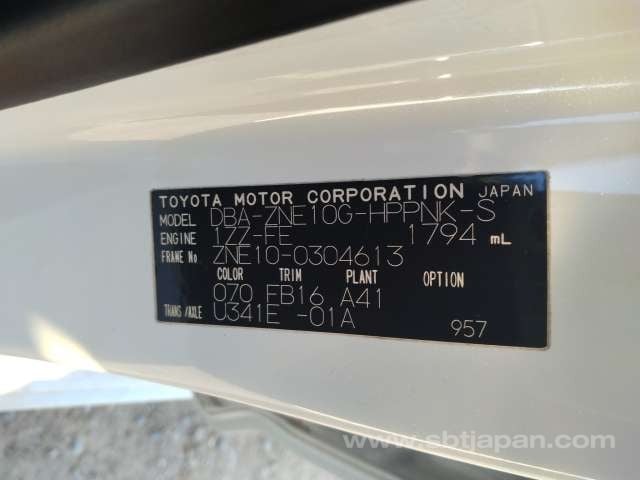 TOYOTA MOTOR CORPORATION JAPAN
MODEL DBA-ZNE10G-HPPNK-S
ENGINE 1ZZ-FE 1794 mL
FRAME No. ZNE10-0304613
COLOR TRIM PLANT OPTION
070 FB16 A41
TRANS/AXLE U341E -01A
957
www.sbtjapan.com